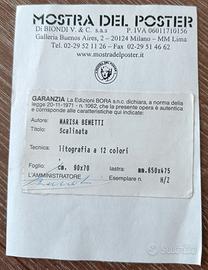 MOSTRA DEL POSTER
Di BIONDI V. & C. s.a.s P. IVA 06011710156
Galleria Buenos Aires, 2 - 20124 Milano - MM Lima
Tel. 02-29 52 11 26 Fax 02-29 51 46 62
www.mostradelposter.it
GARANZIA La Edizioni BORA s.n.c. dichiara, a norma della
legge 20-11-1971 - n. 1062, che la presente opera è autentica
e corrisponde alle caratteristiche qui indicate:
Autore: MARISA BENETTI
Titolo: Scalinata
Tecnica: litografia a 12 colori
Foglio: cm. 90x70 lastra: mm.650x475
L'AMMINISTRATORE Esemplare n. H/Z
subito.it